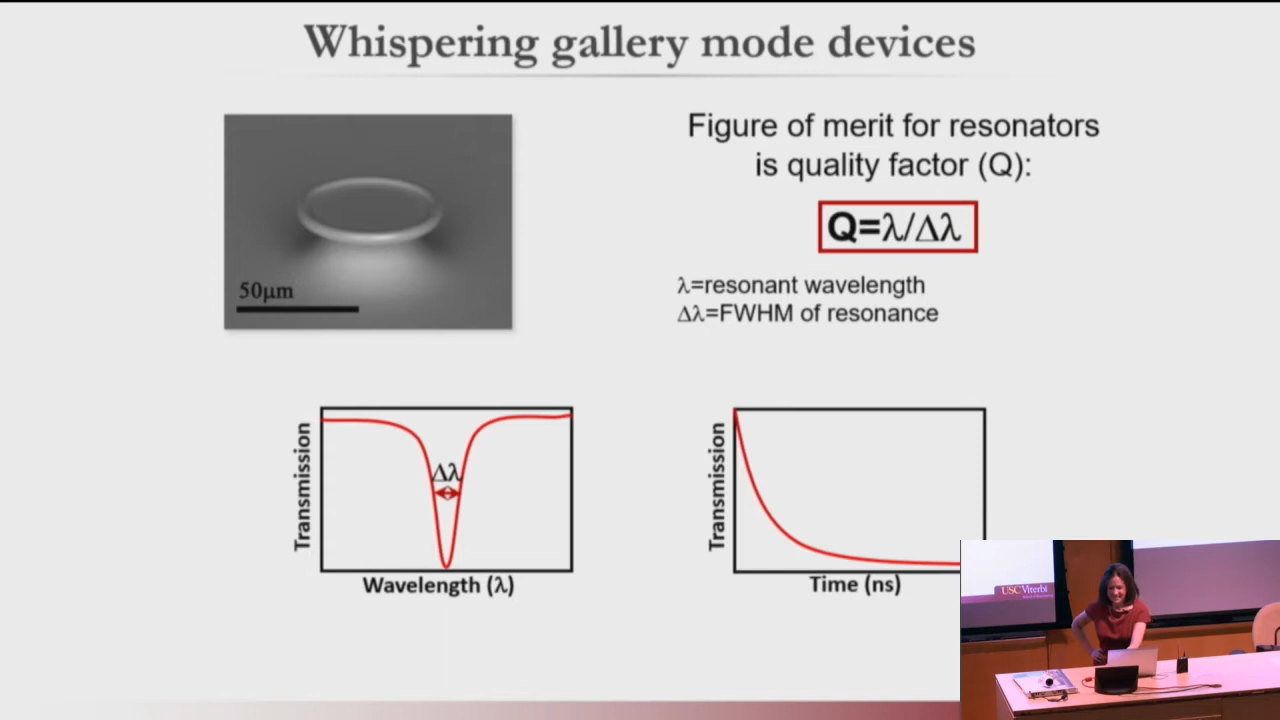 Whispering gallery mode devices
Figure of merit for resonators
is quality factor (Q):
Q=λ/Δλ
λ=resonant wavelength
Δλ=FWHM of resonance
50μm
Transmission
Δλ
Wavelength (λ)
Transmission
Time (ns)
USC Viterbi